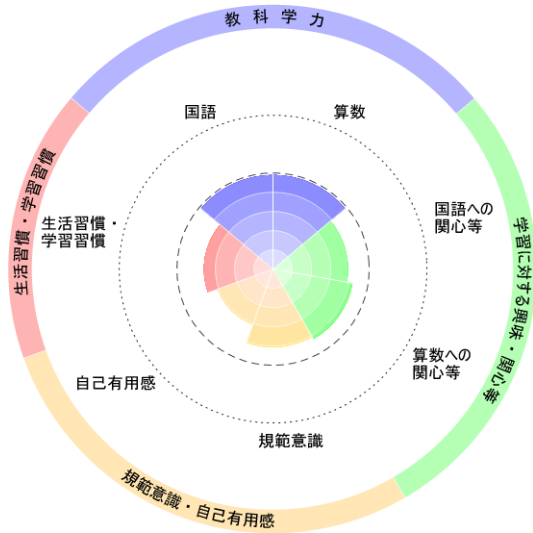 教科学力
国語
算数
生活習慣・学習習慣
生活習慣・
学習習慣
国語への
関心等
学習に対する興味・関心等
算数への
関心等
自己有用感
規範意識
規範意識・自己有用感